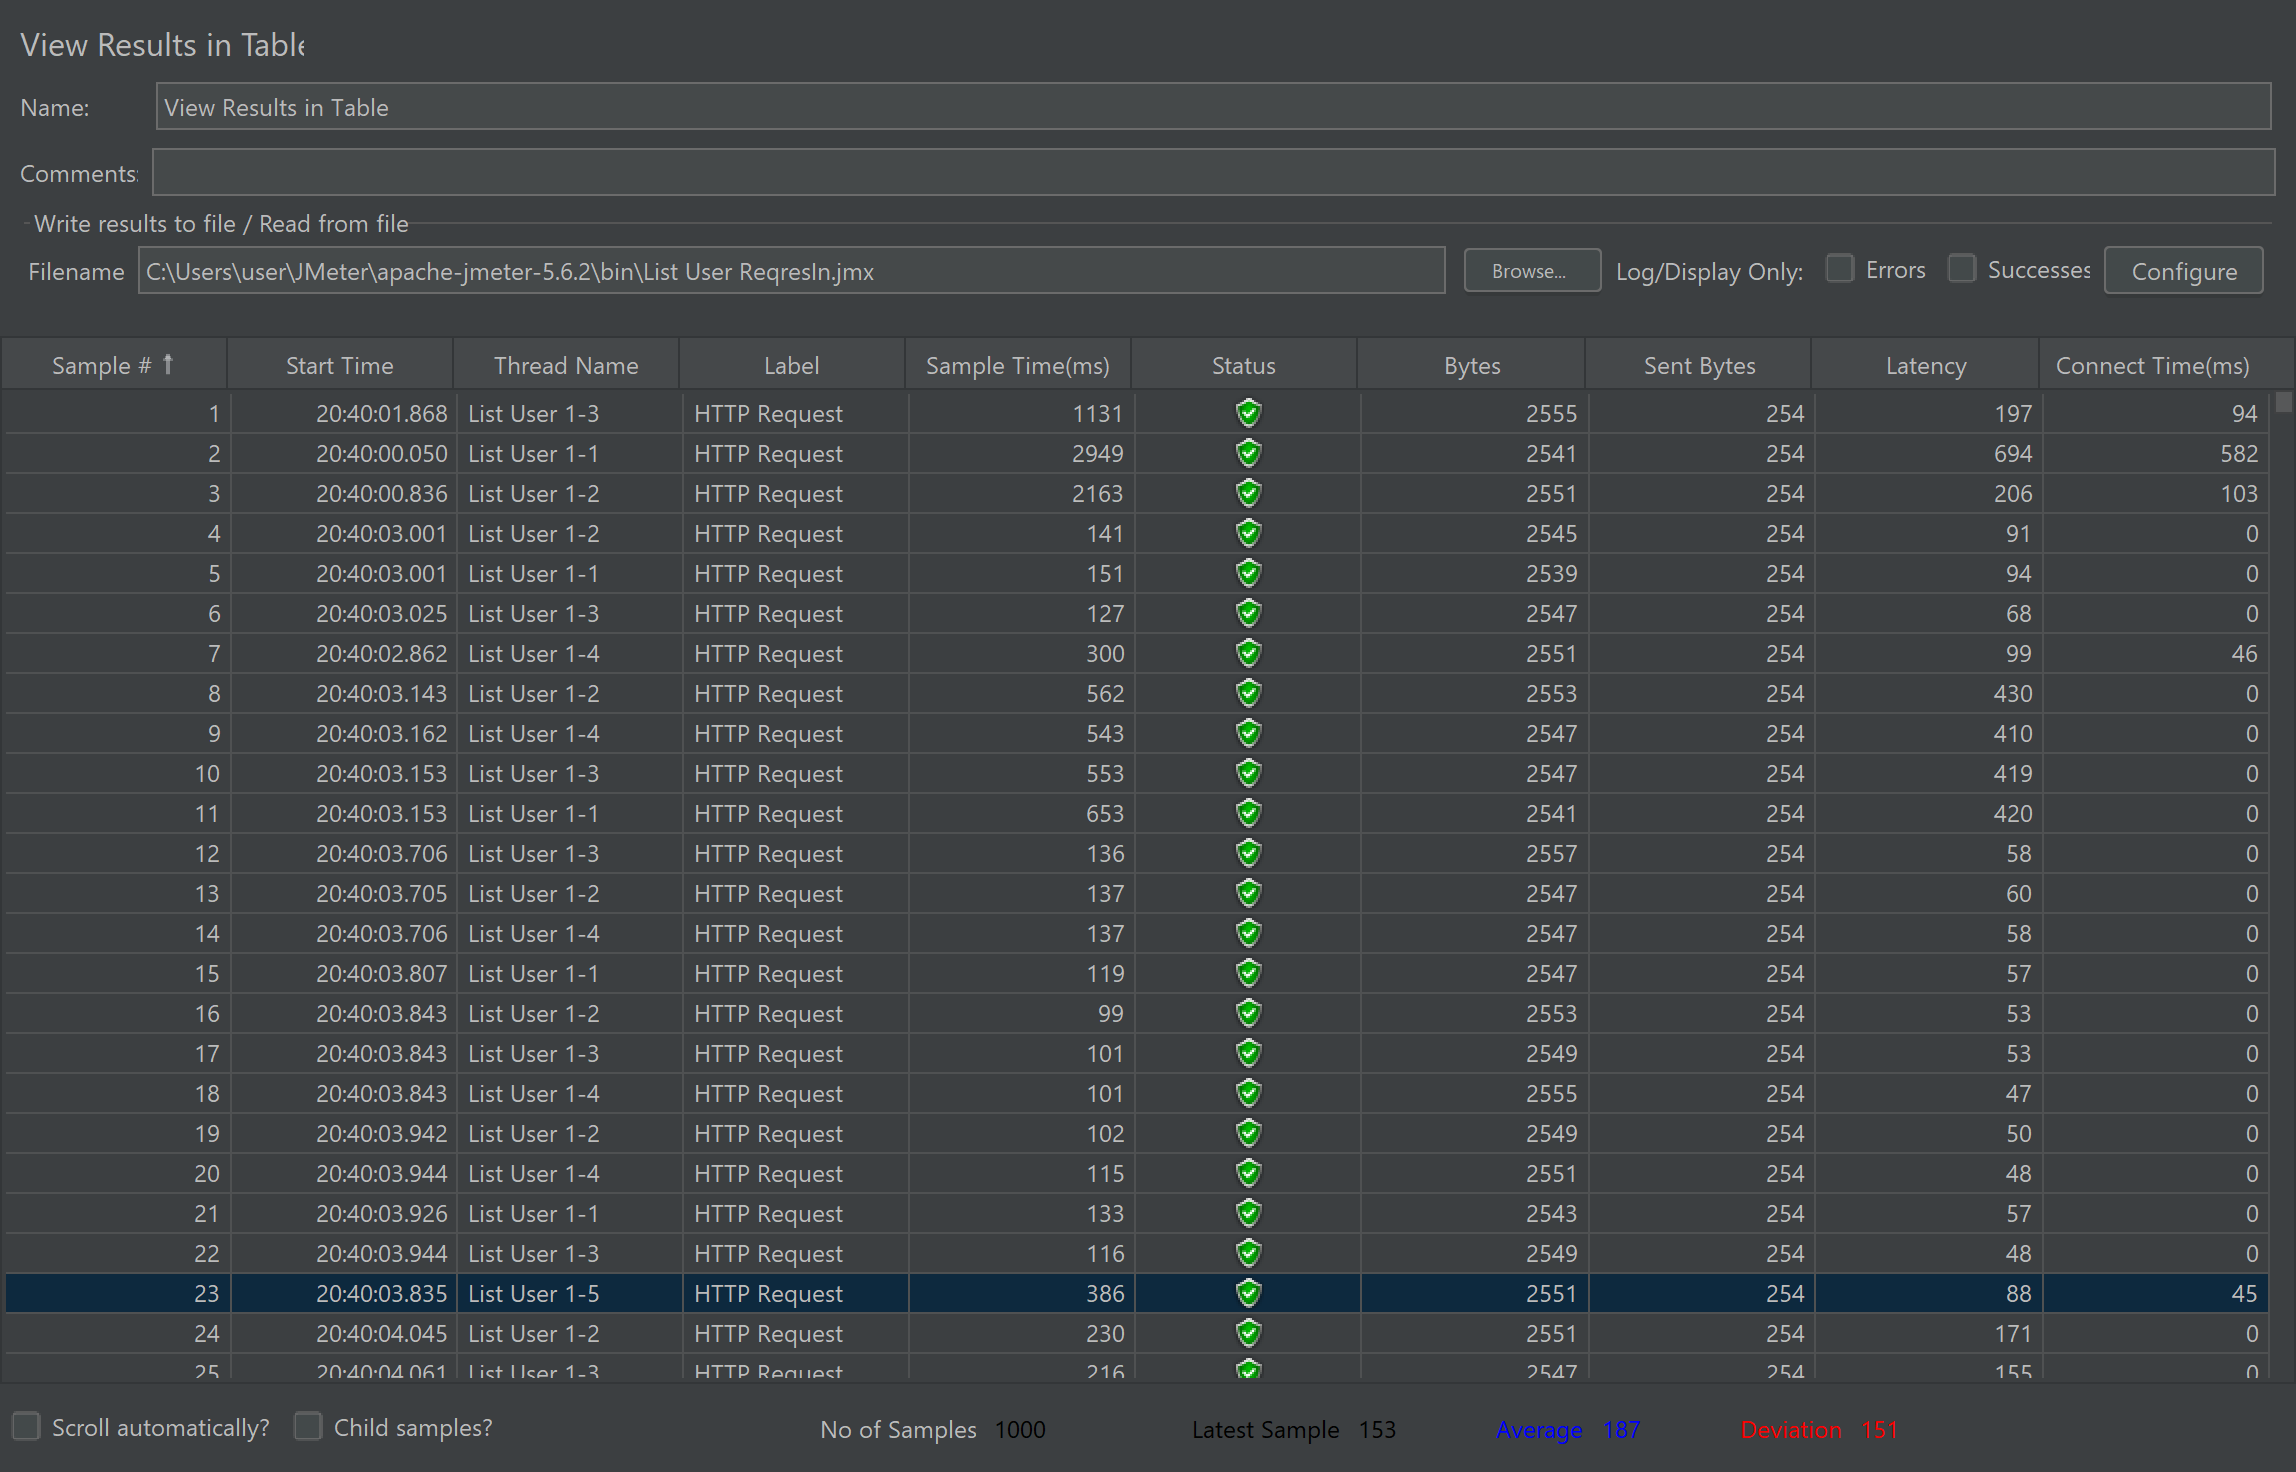 View Results in Table
Name: View Results in Table
Comments:
Write results to file / Read from file
Filename C:\Users\user\JMeter\apache-jmeter-5.6.2\bin\List User ReqresIn.jmx Browse... Log/Display Only: Errors Successes Configure
Sample # Start Time Thread Name Label Sample Time(ms) Status Bytes Sent Bytes Latency Connect Time(ms)
1 20:40:01.868 List User 1-3 HTTP Request 1131 2555 254 197 94
2 20:40:00.050 List User 1-1 HTTP Request 2949 2541 254 694 582
3 20:40:00.836 List User 1-2 HTTP Request 2163 2551 254 206 103
4 20:40:03.001 List User 1-2 HTTP Request 141 2545 254 91 0
5 20:40:03.001 List User 1-1 HTTP Request 151 2539 254 94 0
6 20:40:03.025 List User 1-3 HTTP Request 127 2547 254 68 0
7 20:40:02.862 List User 1-4 HTTP Request 300 2551 254 99 46
8 20:40:03.143 List User 1-2 HTTP Request 562 2553 254 430 0
9 20:40:03.162 List User 1-4 HTTP Request 543 2547 254 410 0
10 20:40:03.153 List User 1-3 HTTP Request 553 2547 254 419 0
11 20:40:03.153 List User 1-1 HTTP Request 653 2541 254 420 0
12 20:40:03.706 List User 1-3 HTTP Request 136 2557 254 58 0
13 20:40:03.705 List User 1-2 HTTP Request 137 2547 254 60 0
14 20:40:03.706 List User 1-4 HTTP Request 137 2547 254 58 0
15 20:40:03.807 List User 1-1 HTTP Request 119 2547 254 57 0
16 20:40:03.843 List User 1-2 HTTP Request 99 2553 254 53 0
17 20:40:03.843 List User 1-3 HTTP Request 101 2549 254 53 0
18 20:40:03.843 List User 1-4 HTTP Request 101 2555 254 47 0
19 20:40:03.942 List User 1-2 HTTP Request 102 2549 254 50 0
20 20:40:03.944 List User 1-4 HTTP Request 115 2551 254 48 0
21 20:40:03.926 List User 1-1 HTTP Request 133 2543 254 57 0
22 20:40:03.944 List User 1-3 HTTP Request 116 2549 254 48 0
23 20:40:03.835 List User 1-5 HTTP Request 386 2551 254 88 45
24 20:40:04.045 List User 1-2 HTTP Request 230 2551 254 171 0
25 20:40:04.061 List User 1-3 HTTP Request 216 2547 254 155 0
Scroll automatically? Child samples? No of Samples 1000 Latest Sample 153 Average 187 Deviation 151